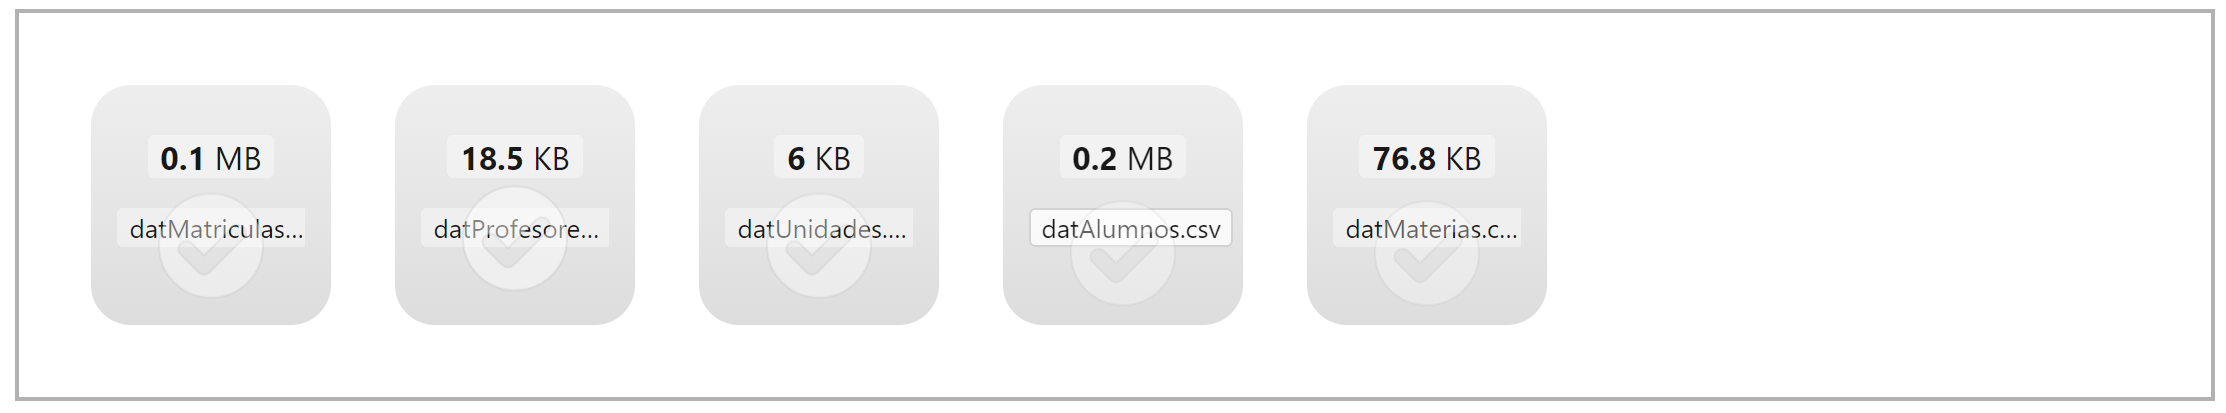 0.1 MB
datMatriculas...
18.5 KB
datProfesore...
6 KB
datUnidades....
0.2 MB
datAlumnos.csv
76.8 KB
datMaterias.c...